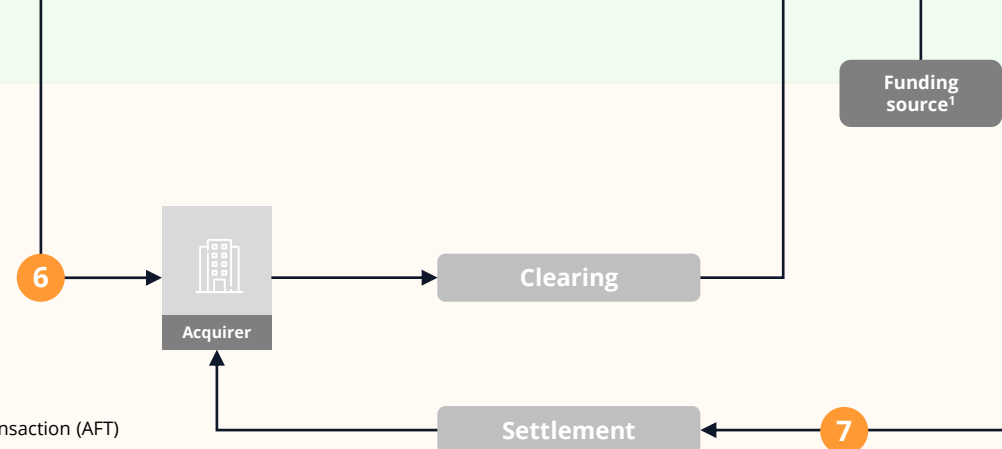 Funding
source¹
6
Clearing
Acquirer
nsaction (AFT)
Settlement
7